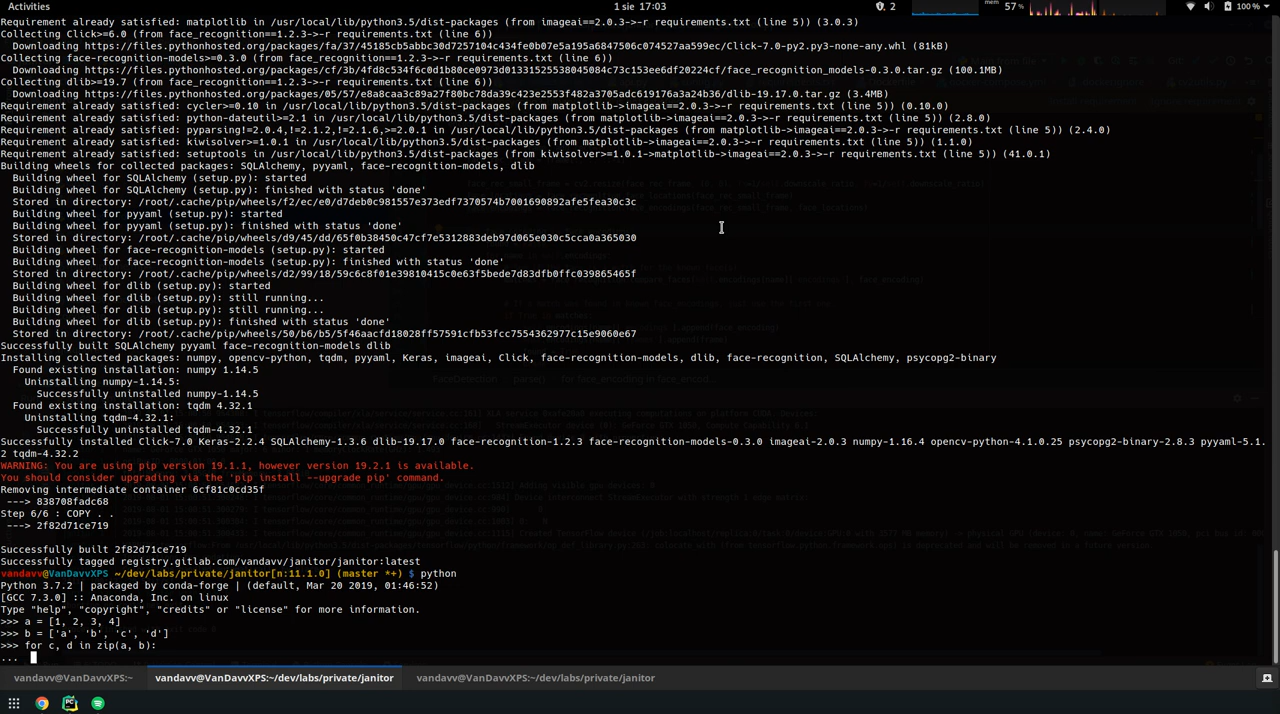 Activities
1 sie 17:03
2
mem 57 %
100 %
Requirement already satisfied: matplotlib in /usr/local/lib/python3.5/dist-packages (from imageai==2.0.3->-r requirements.txt (line 5)) (3.0.3)
Collecting Click>=6.0 (from face_recognition==1.2.3->-r requirements.txt (line 6))
Downloading https://files.pythonhosted.org/packages/fa/37/45185cb5abbc30d7257104c434fe0b07e5a195a6847506c074527aa599ec/Click-7.0-py2.py3-none-any.whl (81kB)
Collecting face-recognition-models>=0.3.0 (from face_recognition==1.2.3->-r requirements.txt (line 6))
Downloading https://files.pythonhosted.org/packages/cf/3b/4fd8c534f6c0d1b80ce0973d01331525538045084c73c153ee6df20224cf/face_recognition_models-0.3.0.tar.gz (100.1MB)
Collecting dlib>=19.7 (from face_recognition==1.2.3->-r requirements.txt (line 6))
Downloading https://files.pythonhosted.org/packages/05/57/e8a8caa3c89a27f80bc78da39c423e2553f482a3705adc619176a3a24b36/dlib-19.17.0.tar.gz (3.4MB)
Requirement already satisfied: cycler>=0.10 in /usr/local/lib/python3.5/dist-packages (from matplotlib->imageai==2.0.3->-r requirements.txt (line 5)) (0.10.0)
Requirement already satisfied: python-dateutil>=2.1 in /usr/local/lib/python3.5/dist-packages (from matplotlib->imageai==2.0.3->-r requirements.txt (line 5)) (2.8.0)
Requirement already satisfied: pyparsing!=2.0.4,!=2.1.2,!=2.1.6,>=2.0.1 in /usr/local/lib/python3.5/dist-packages (from matplotlib->imageai==2.0.3->-r requirements.txt (line 5)) (2.4.0)
Requirement already satisfied: kiwisolver>=1.0.1 in /usr/local/lib/python3.5/dist-packages (from matplotlib->imageai==2.0.3->-r requirements.txt (line 5)) (1.1.0)
Requirement already satisfied: setuptools in /usr/local/lib/python3.5/dist-packages (from kiwisolver>=1.0.1->matplotlib->imageai==2.0.3->-r requirements.txt (line 5)) (41.0.1)
Building wheels for collected packages: SQLAlchemy, pyyaml, face-recognition-models, dlib
Building wheel for SQLAlchemy (setup.py): started
Building wheel for SQLAlchemy (setup.py): finished with status 'done'
Stored in directory: /root/.cache/pip/wheels/f2/ec/e0/d7deb0c981557e373edf7370574b7001690892afe5fea30c3c
Building wheel for pyyaml (setup.py): started
Building wheel for pyyaml (setup.py): finished with status 'done'
Stored in directory: /root/.cache/pip/wheels/d9/45/dd/65f0b38450c47cf7e5312883deb97d065e030c5cca0a365030
Building wheel for face-recognition-models (setup.py): started
Building wheel for face-recognition-models (setup.py): finished with status 'done'
Stored in directory: /root/.cache/pip/wheels/d2/99/18/59c6c8f01e39810415c0e63f5bede7d83dfb0ffc039865465f
Building wheel for dlib (setup.py): started
Building wheel for dlib (setup.py): still running...
Building wheel for dlib (setup.py): still running...
Building wheel for dlib (setup.py): finished with status 'done'
Stored in directory: /root/.cache/pip/wheels/50/b6/b5/5f46aacfd18028ff57591cfb53fcc7554362977c15e9060e67
Successfully built SQLAlchemy pyyaml face-recognition-models dlib
Installing collected packages: numpy, opencv-python, tqdm, pyyaml, Keras, imageai, Click, face-recognition-models, dlib, face-recognition, SQLAlchemy, psycopg2-binary
Found existing installation: numpy 1.14.5
Uninstalling numpy-1.14.5:
Successfully uninstalled numpy-1.14.5
Found existing installation: tqdm 4.32.1
Uninstalling tqdm-4.32.1:
Successfully uninstalled tqdm-4.32.1
Successfully installed Click-7.0 Keras-2.2.4 SQLAlchemy-1.3.6 dlib-19.17.0 face-recognition-1.2.3 face-recognition-models-0.3.0 imageai-2.0.3 numpy-1.16.4 opencv-python-4.1.0.25 psycopg2-binary-2.8.3 pyyaml-5.1.
2 tqdm-4.32.2
WARNING: You are using pip version 19.1.1, however version 19.2.1 is available.
You should consider upgrading via the 'pip install --upgrade pip' command.
Removing intermediate container 6cf81c0cd35f
---> 838708fadc68
Step 6/6 : COPY . .
---> 2f82d71ce719
Successfully built 2f82d71ce719
Successfully tagged registry.gitlab.com/vandavv/janitor/janitor:latest
vandavv@VanDavvXPS ~/dev/labs/private/janitor[n:11.1.0] (master *+) $ python
Python 3.7.2 | packaged by conda-forge | (default, Mar 20 2019, 01:46:52)
[GCC 7.3.0] :: Anaconda, Inc. on linux
Type "help", "copyright", "credits" or "license" for more information.
>>> a = [1, 2, 3, 4]
>>> b = ['a', 'b', 'c', 'd']
>>> for c, d in zip(a, b):
...
vandavv@VanDavvXPS:~
vandavv@VanDavvXPS:~/dev/labs/private/janitor
vandavv@VanDavvXPS:~/dev/labs/private/janitor